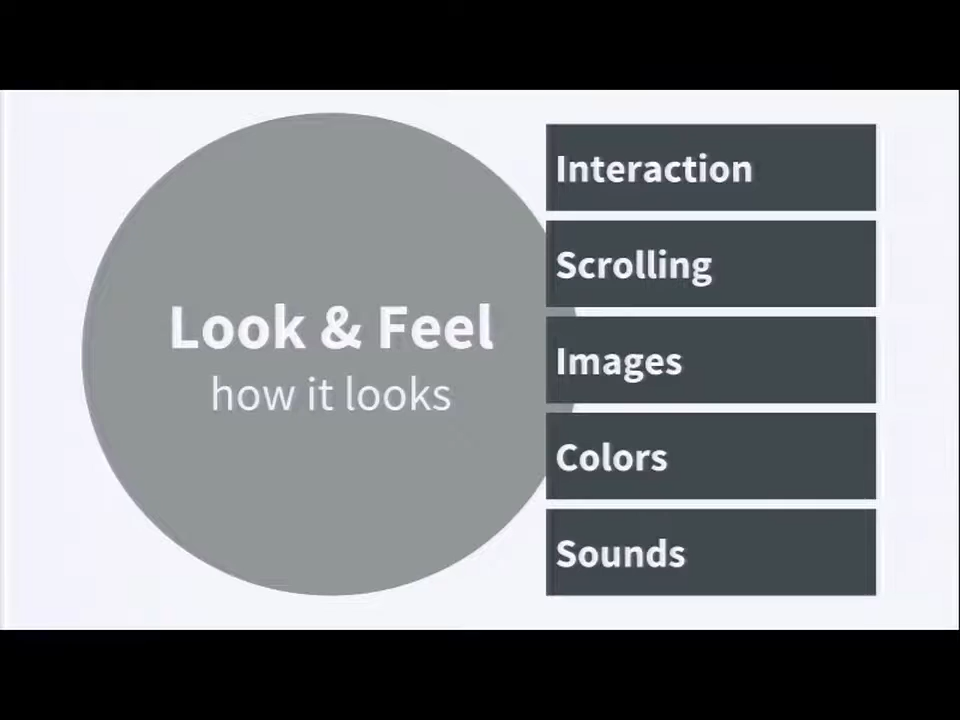 Look & Feel
how it looks
Interaction
Scrolling
Images
Colors
Sounds